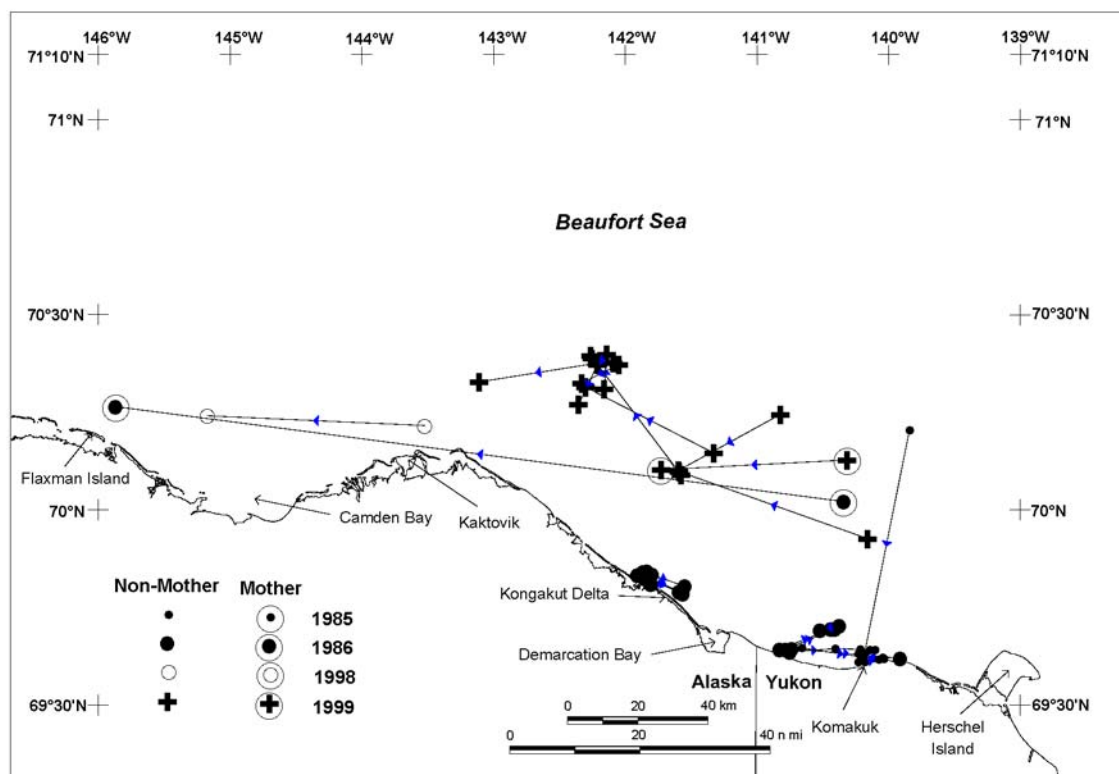 146°W 145°W 144°W 143°W 142°W 141°W 140°W 139°W
71°10'N 71°10'N
71°N 71°N
Beaufort Sea
70°30'N 70°30'N
Flaxman Island
Camden Bay
Kaktovik
70°N 70°N
Non-Mother Mother
1985
1986
1998
1999
Kongakut Delta
Demarcation Bay
Alaska Yukon
69°30'N 69°30'N
0 20 40 km
0 20 40 n mi
Komakuk
Herschel
Island